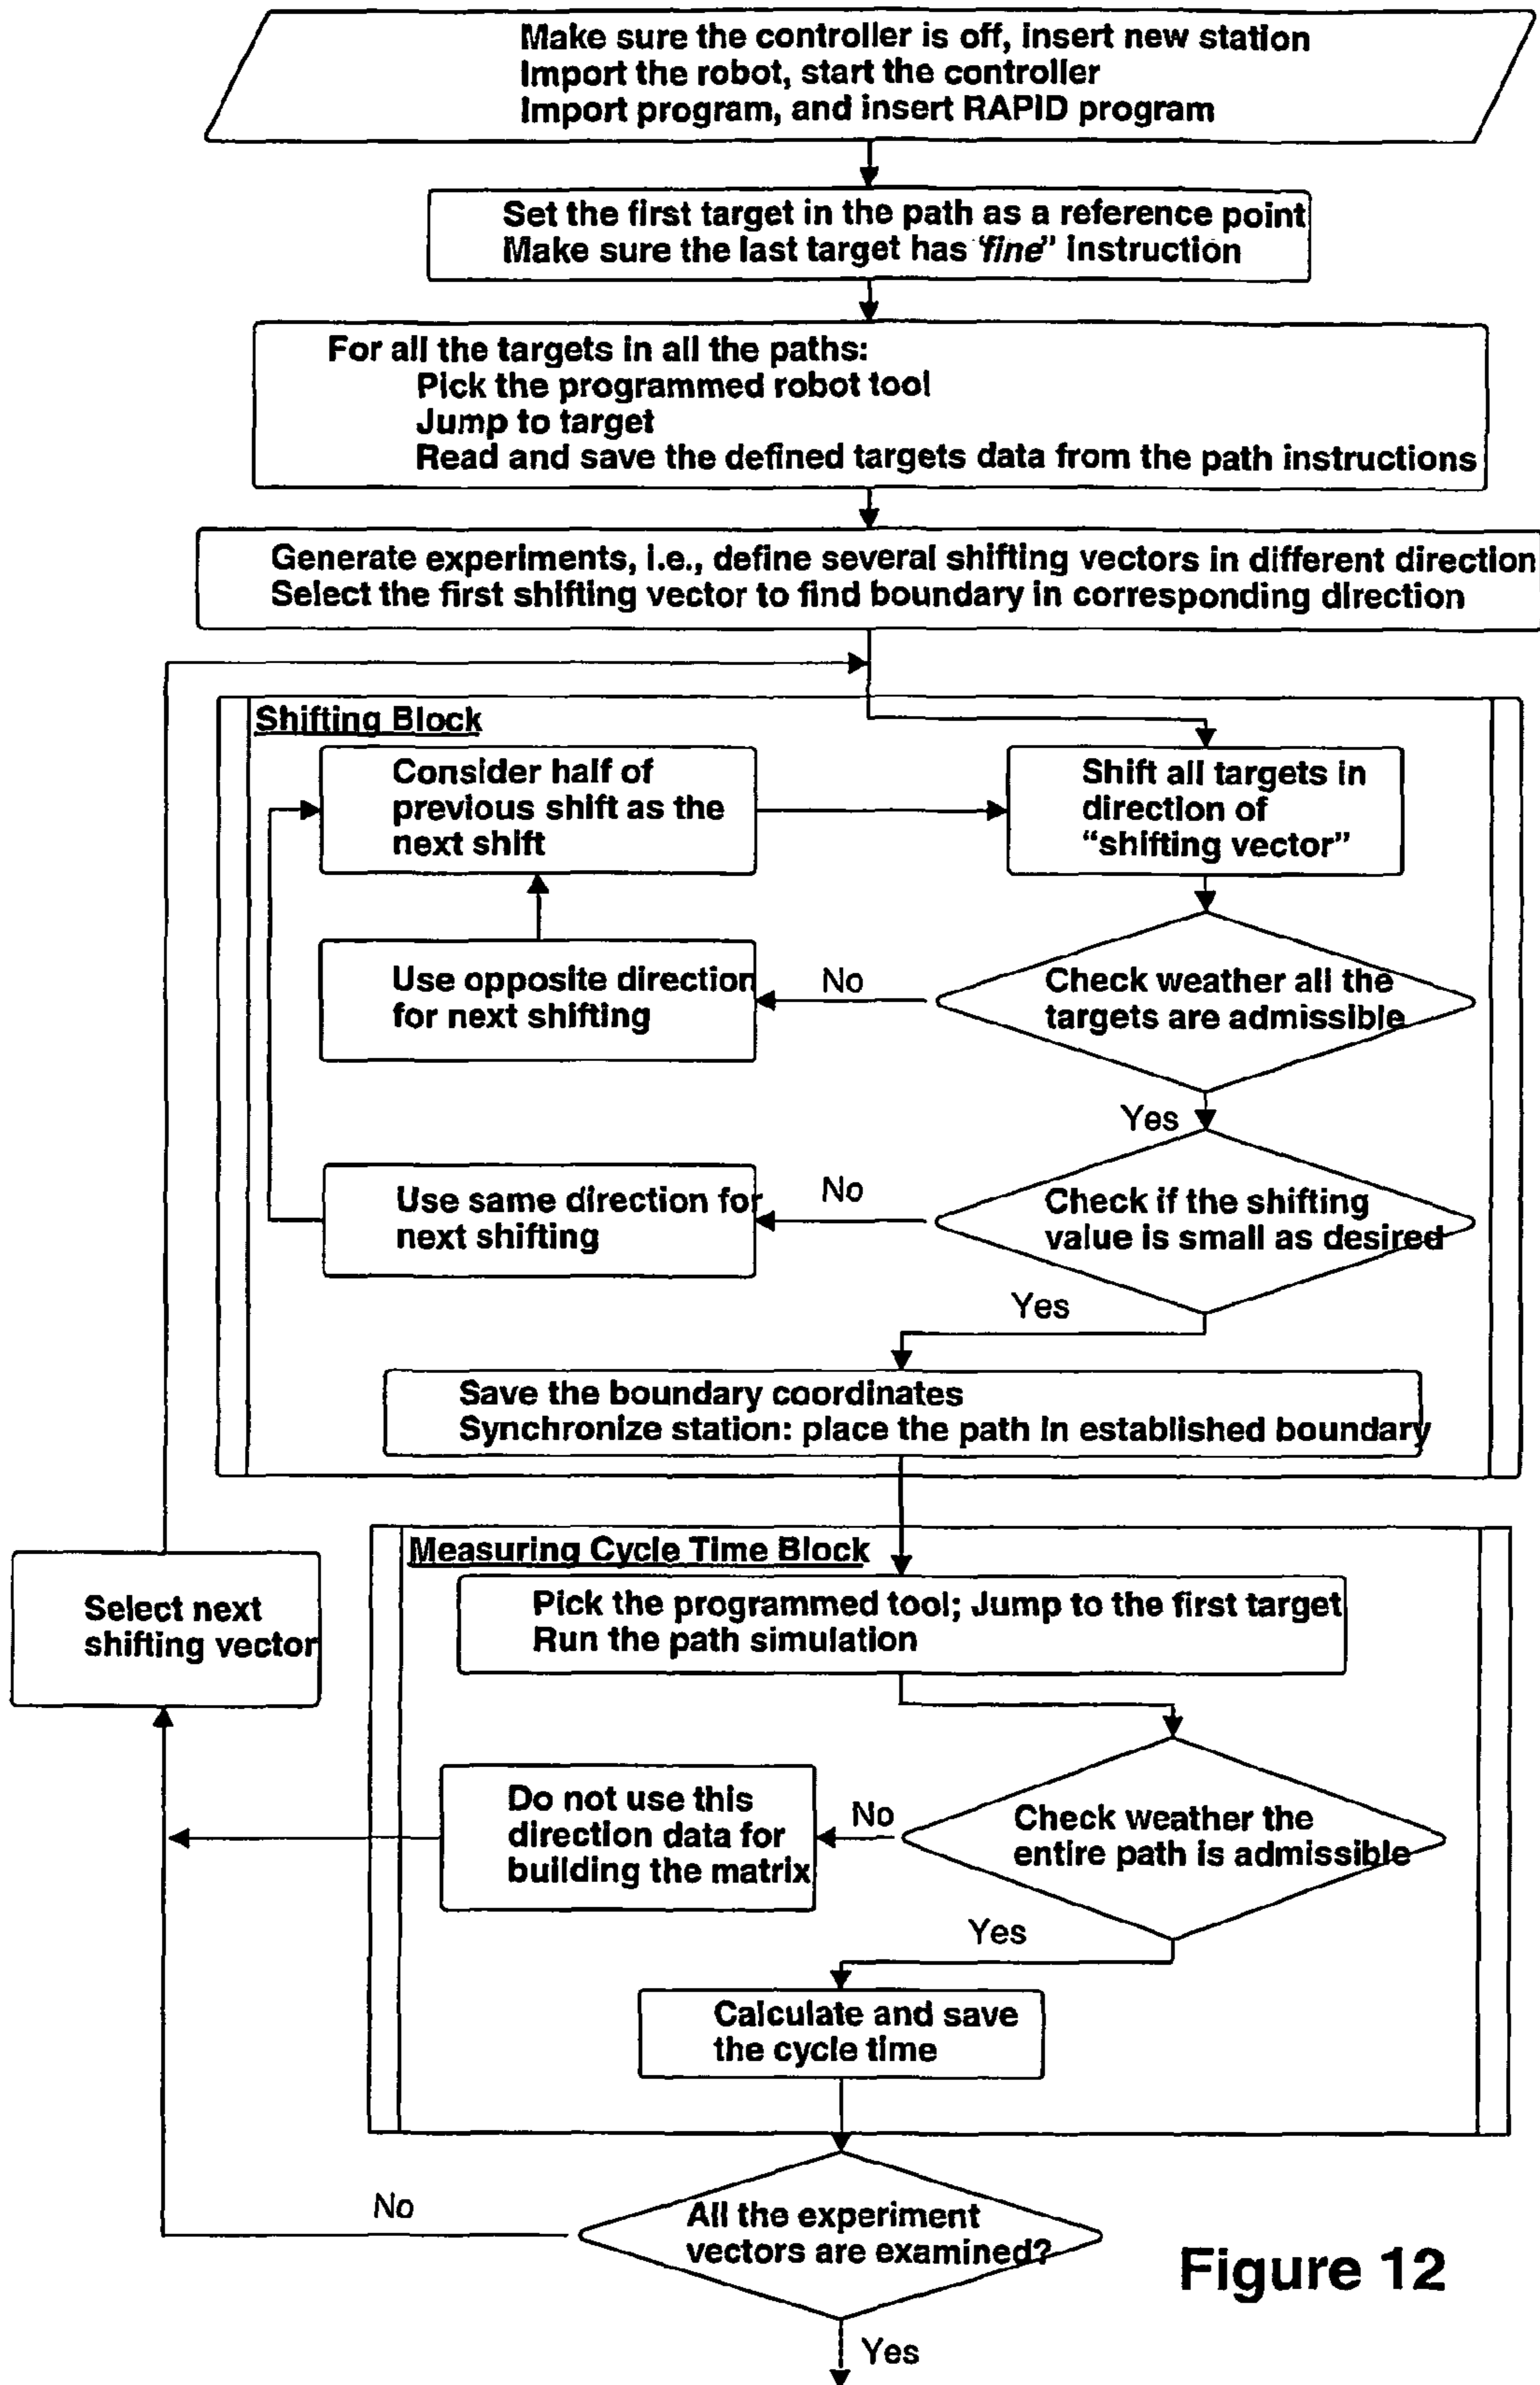 Make sure the controller is off, insert new station
Import the robot, start the controller
Import program, and insert RAPID program
Set the first target in the path as a reference point
Make sure the last target has 'fine" instruction
For all the targets in all the paths:
Pick the programmed robot tool
Jump to target
Read and save the defined targets data from the path instructions
Generate experiments, i.e., define several shifting vectors in different direction
Select the first shifting vector to find boundary in corresponding direction
Shifting Block
Consider half of
previous shift as the
next shift
Shift all targets in
direction of
“shifting vector”
Use opposite direction
for next shifting
No
Check weather all the
targets are admissible
Yes
Use same direction for
next shifting
No
Check if the shifting
value is small as desired
Yes
Save the boundary coordinates
Synchronize station: place the path in established boundary
Measuring Cycle Time Block
Pick the programmed tool; Jump to the first target
Run the path simulation
Select next
shifting vector
Do not use this
direction data for
building the matrix
No
Check weather the
entire path is admissible
Yes
Calculate and save
the cycle time
No
All the experiment
vectors are examined?
Figure 12
Yes